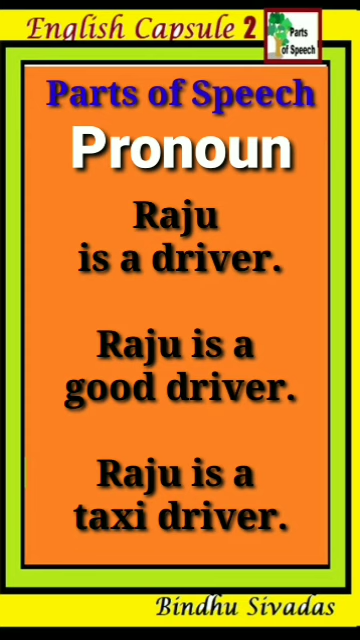 English Capsule 2
Parts
of Speech
Parts of Speech
Pronoun
Raju
is a driver.
Raju is a
good driver.
Raju is a
taxi driver.
Bindhu Sivadas